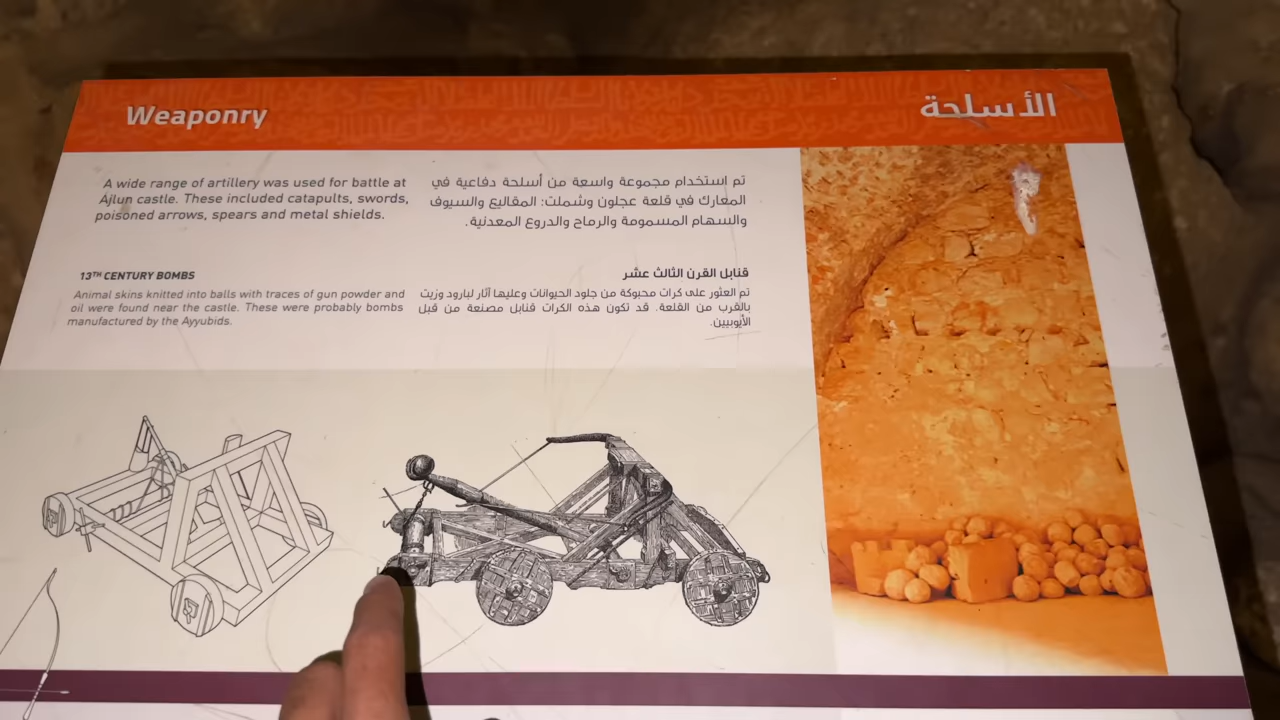 Weaponry
الأسلحة
A wide range of artillery was used for battle at
Ajlun castle. These included catapults, swords,
poisoned arrows, spears and metal shields.
تم استخدام مجموعة واسعة من أسلحة دفاعية في
المعارك في قلعة عجلون وشملت: المقاليع والسيوف
والسهام المسمومة والرماح والدروع المعدنية.
13TH CENTURY BOMBS
Animal skins knitted into balls with traces of gun powder and
oil were found near the castle. These were probably bombs
manufactured by the Ayyubids.
قنابل القرن الثالث عشر
تم العثور على كرات محبوكة من جلود الحيوانات وعليها آثار لبارود وزيت
بالقرب من القلعة. قد تكون هذه الكرات قنابل مصنعة من قبل
الأيوبيين.